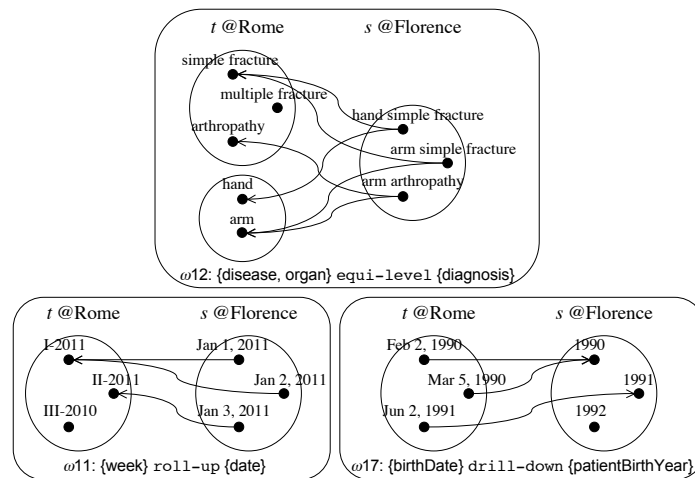 t @Rome s @Florence
simple fracture
multiple fracture
hand simple fracture
arthropathy
arm simple fracture
arm arthropathy
hand
arm
ω12: {disease, organ} equi-level {diagnosis}
t @Rome s @Florence
I-2011 Jan 1, 2011
II-2011 Jan 2, 2011
III-2010 Jan 3, 2011
ω11: {week} roll-up {date}
t @Rome s @Florence
Feb 2, 1990 1990
Mar 5, 1990 1991
Jun 2, 1991 1992
ω17: {birthDate} drill-down {patientBirthYear}